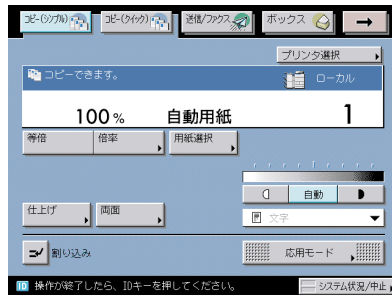 コピー(シンプル)
コピー(クイック)
送信/ファクス
ボックス
プリンタ選択
コピーできます。
ローカル
100 %
自動用紙
1
等倍
倍率
用紙選択
自動
仕上げ
両面
文字
割り込み
応用モード
ID 操作が終了したら、IDキーを押してください。
システム状況/中止